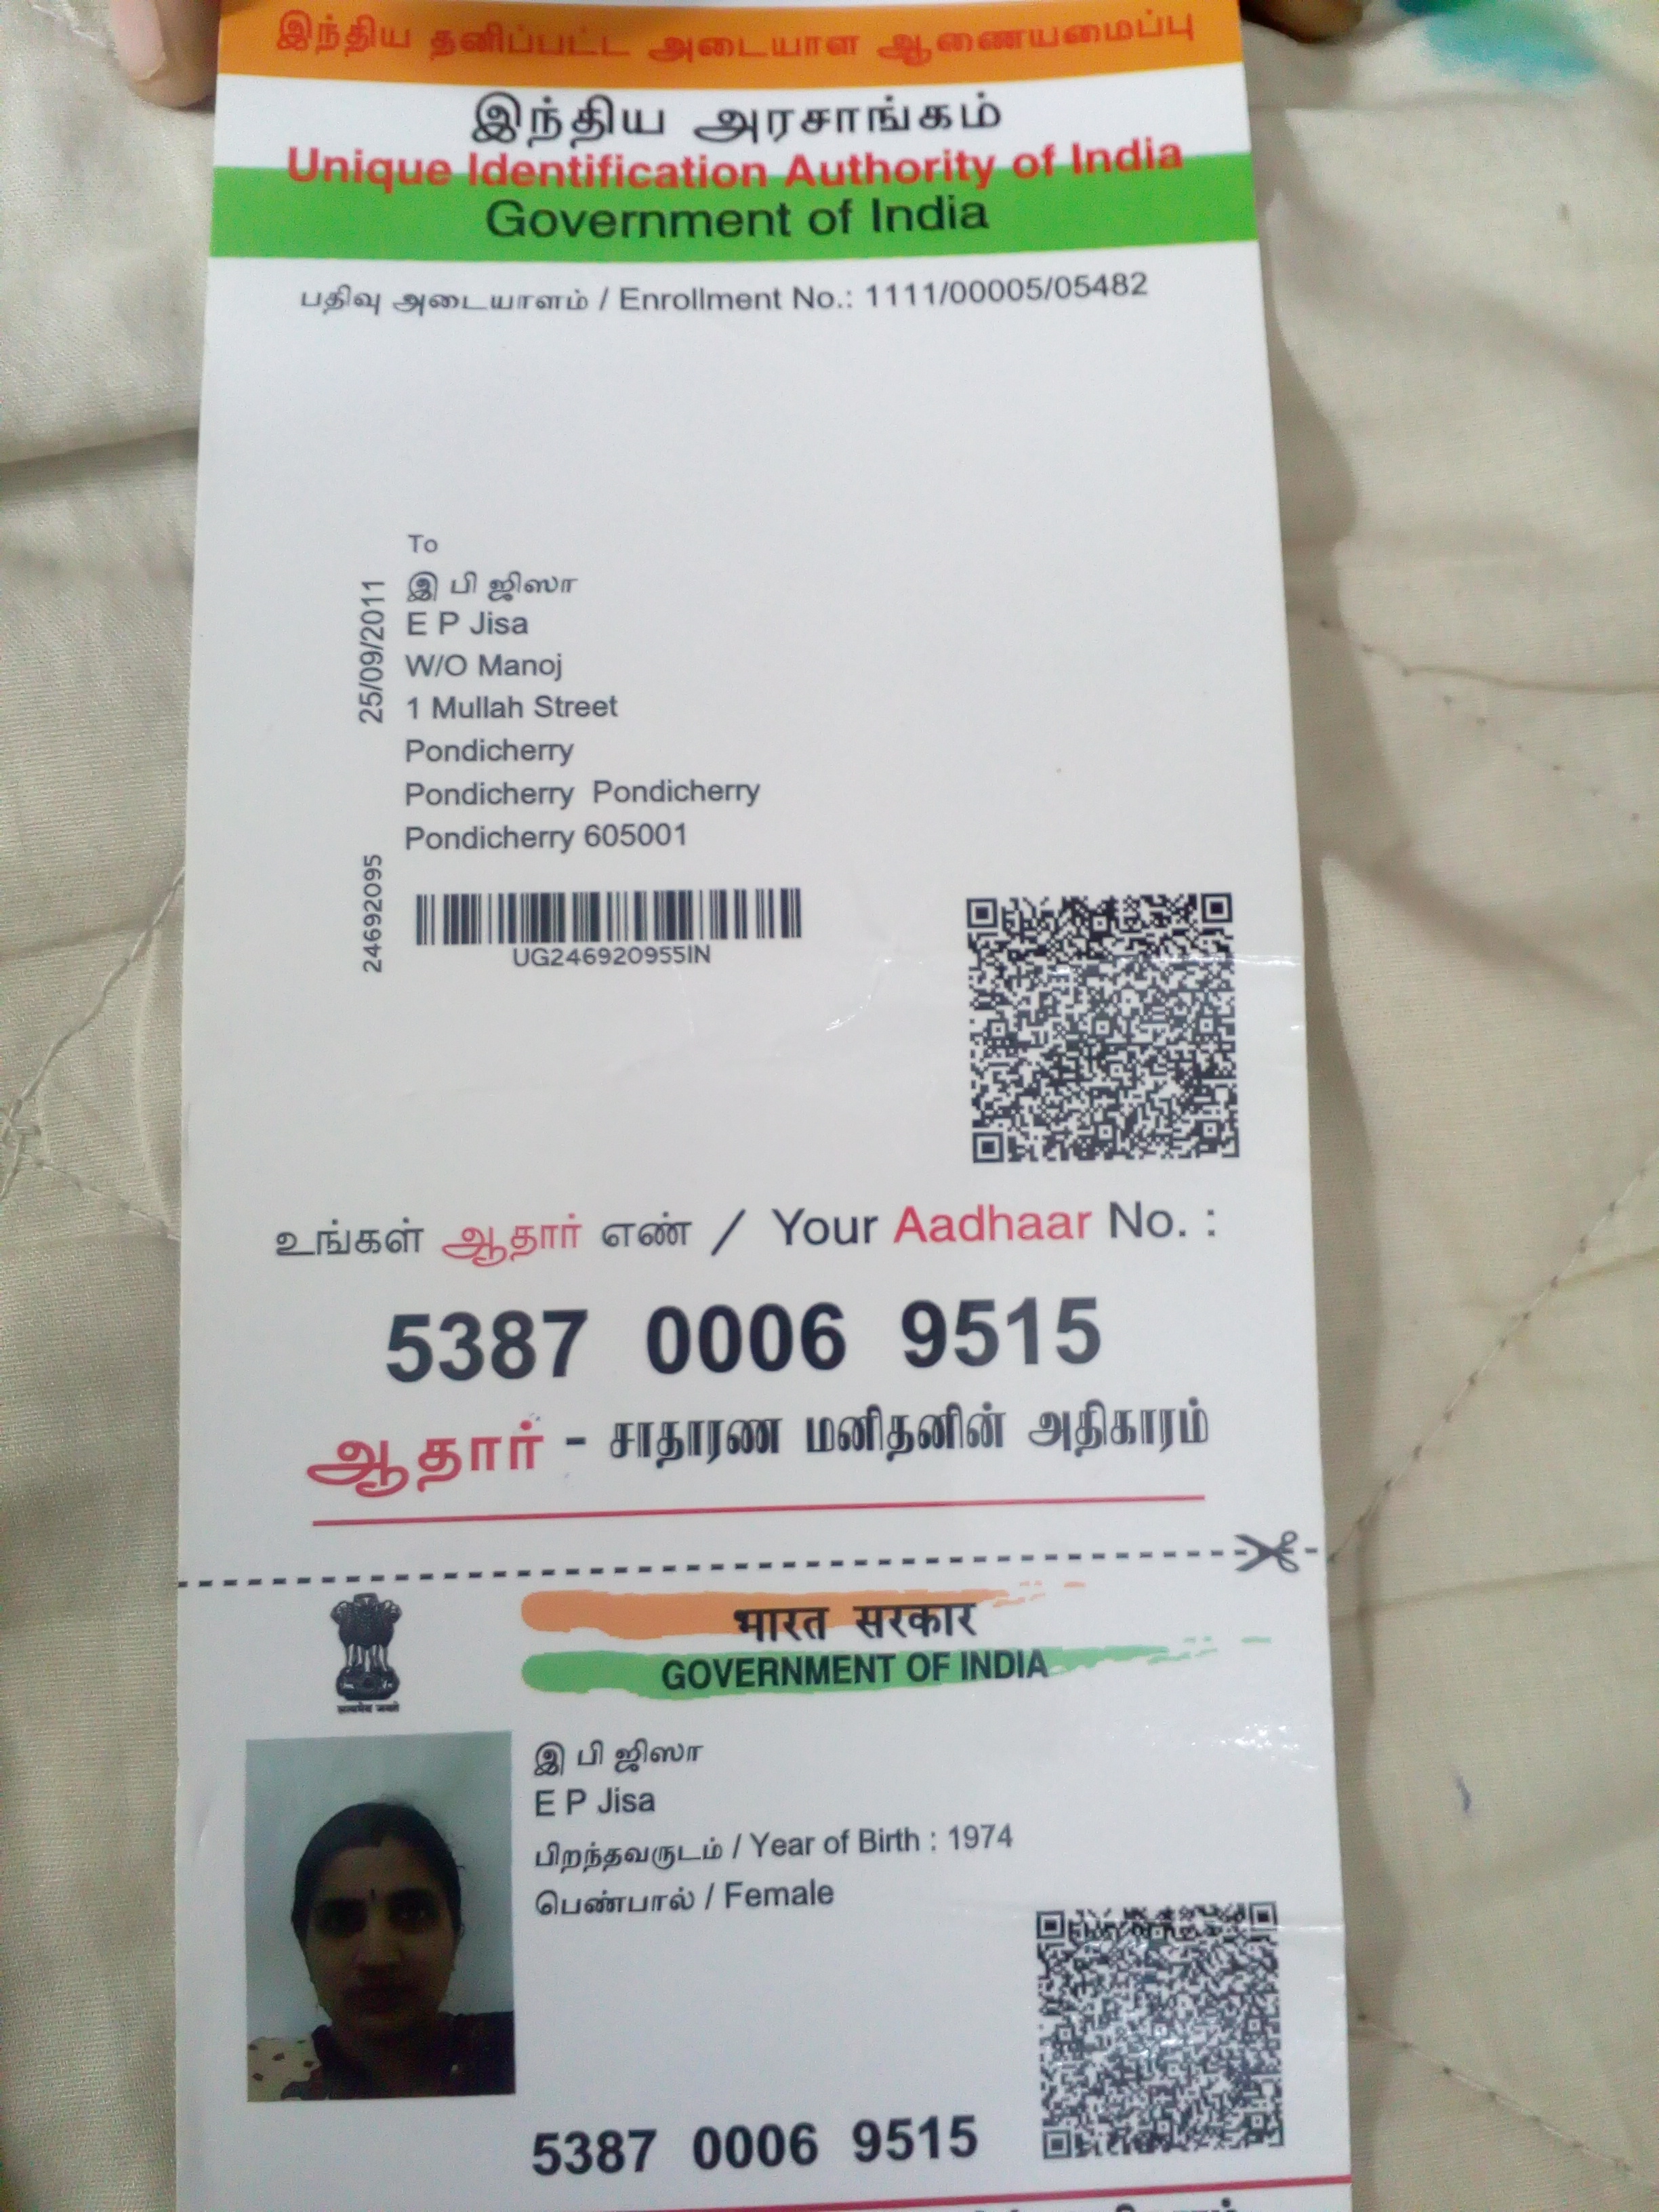 இந்திய தனிப்பட்ட அடையாள ஆணையமைப்பு
இந்திய அரசாங்கம்
Unique Identification Authority of India
Government of India
பதிவு அடையாளம் / Enrollment No.: 1111/00005/05482
To
இ பி ஜிஸா
E P Jisa
W/O Manoj
1 Mullah Street
Pondicherry
Pondicherry Pondicherry
Pondicherry 605001
25/09/2011
24692095
UG246920955IN
உங்கள் ஆதார் எண் / Your Aadhaar No. :
5387 0006 9515
ஆதார் - சாதாரண மனிதனின் அதிகாரம்
भारत सरकार
GOVERNMENT OF INDIA
இ பி ஜிஸா
E P Jisa
பிறந்தவருடம் / Year of Birth : 1974
பெண்பால் / Female
5387 0006 9515